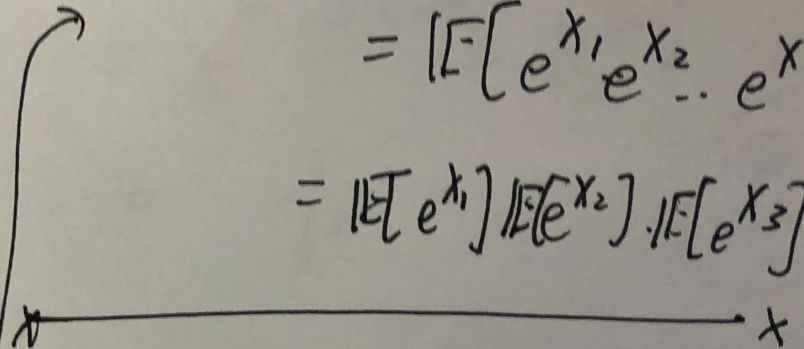 = 𝔼[e^{X_1} e^{X_2} .. e^X
= 𝔼[e^{X_1}] 𝔼[e^{X_2}] . 𝔼[e^{X_3}]
x x